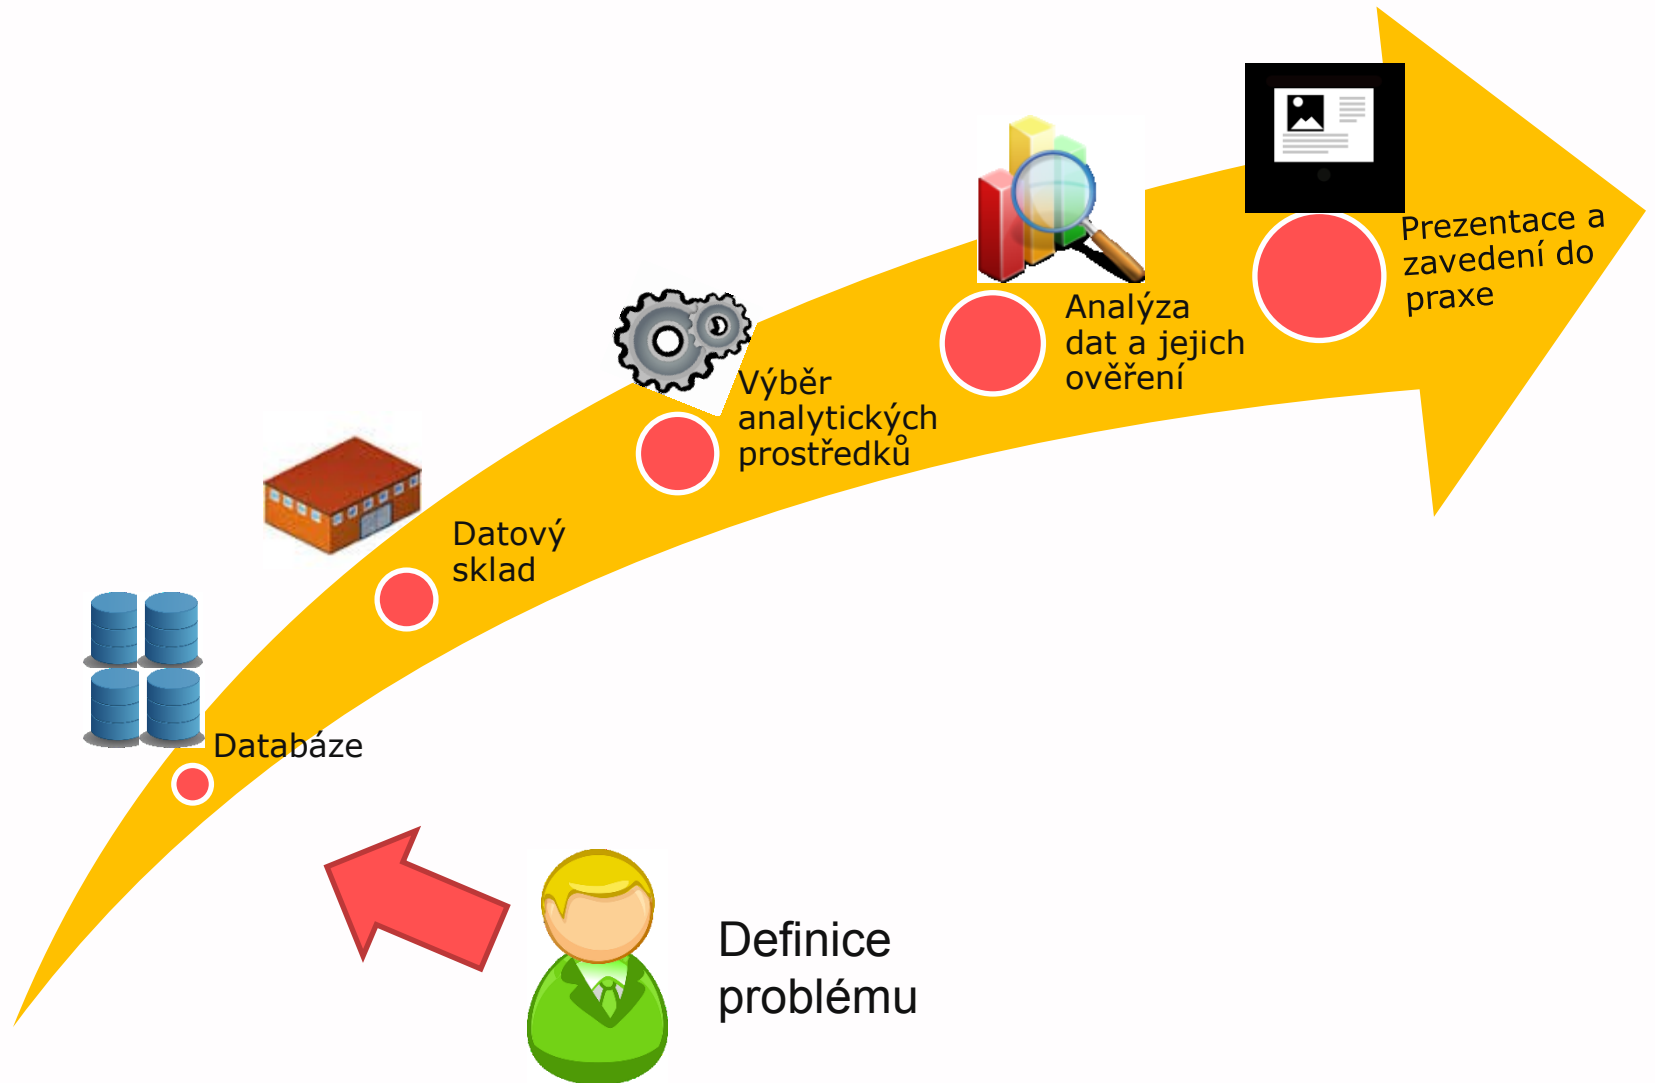 Prezentace a
zavedení do
praxe
Analýza
dat a jejich
ověření
Výběr
analytických
prostředků
Datový
sklad
Databáze
Definice
problému